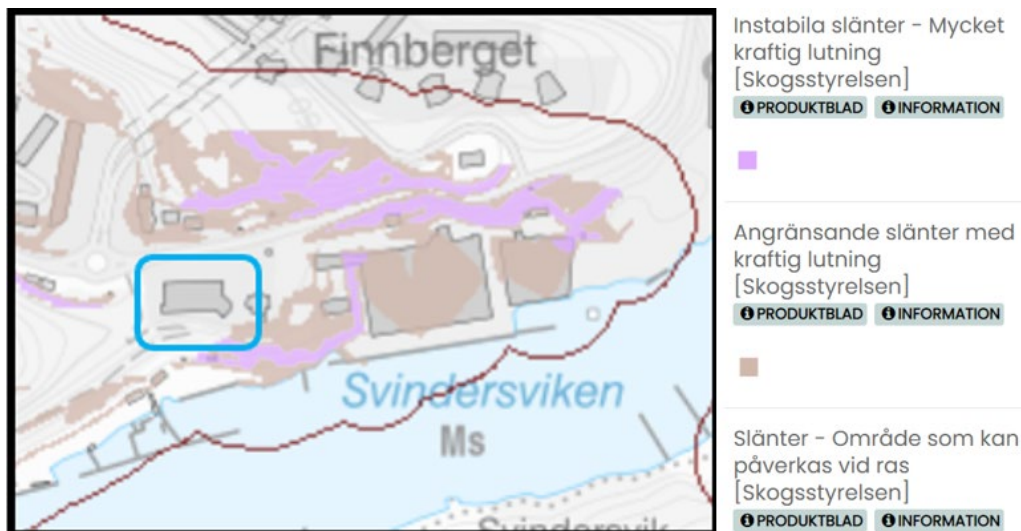 Finnberget
Svindersviken
Ms
Svindersvik
Instabila slänter - Mycket
kraftig lutning
[Skogsstyrelsen]
PRODUKTBLAD INFORMATION
Angränsande slänter med
kraftig lutning
[Skogsstyrelsen]
PRODUKTBLAD INFORMATION
Slänter - Område som kan
påverkas vid ras
[Skogsstyrelsen]
PRODUKTBLAD INFORMATION